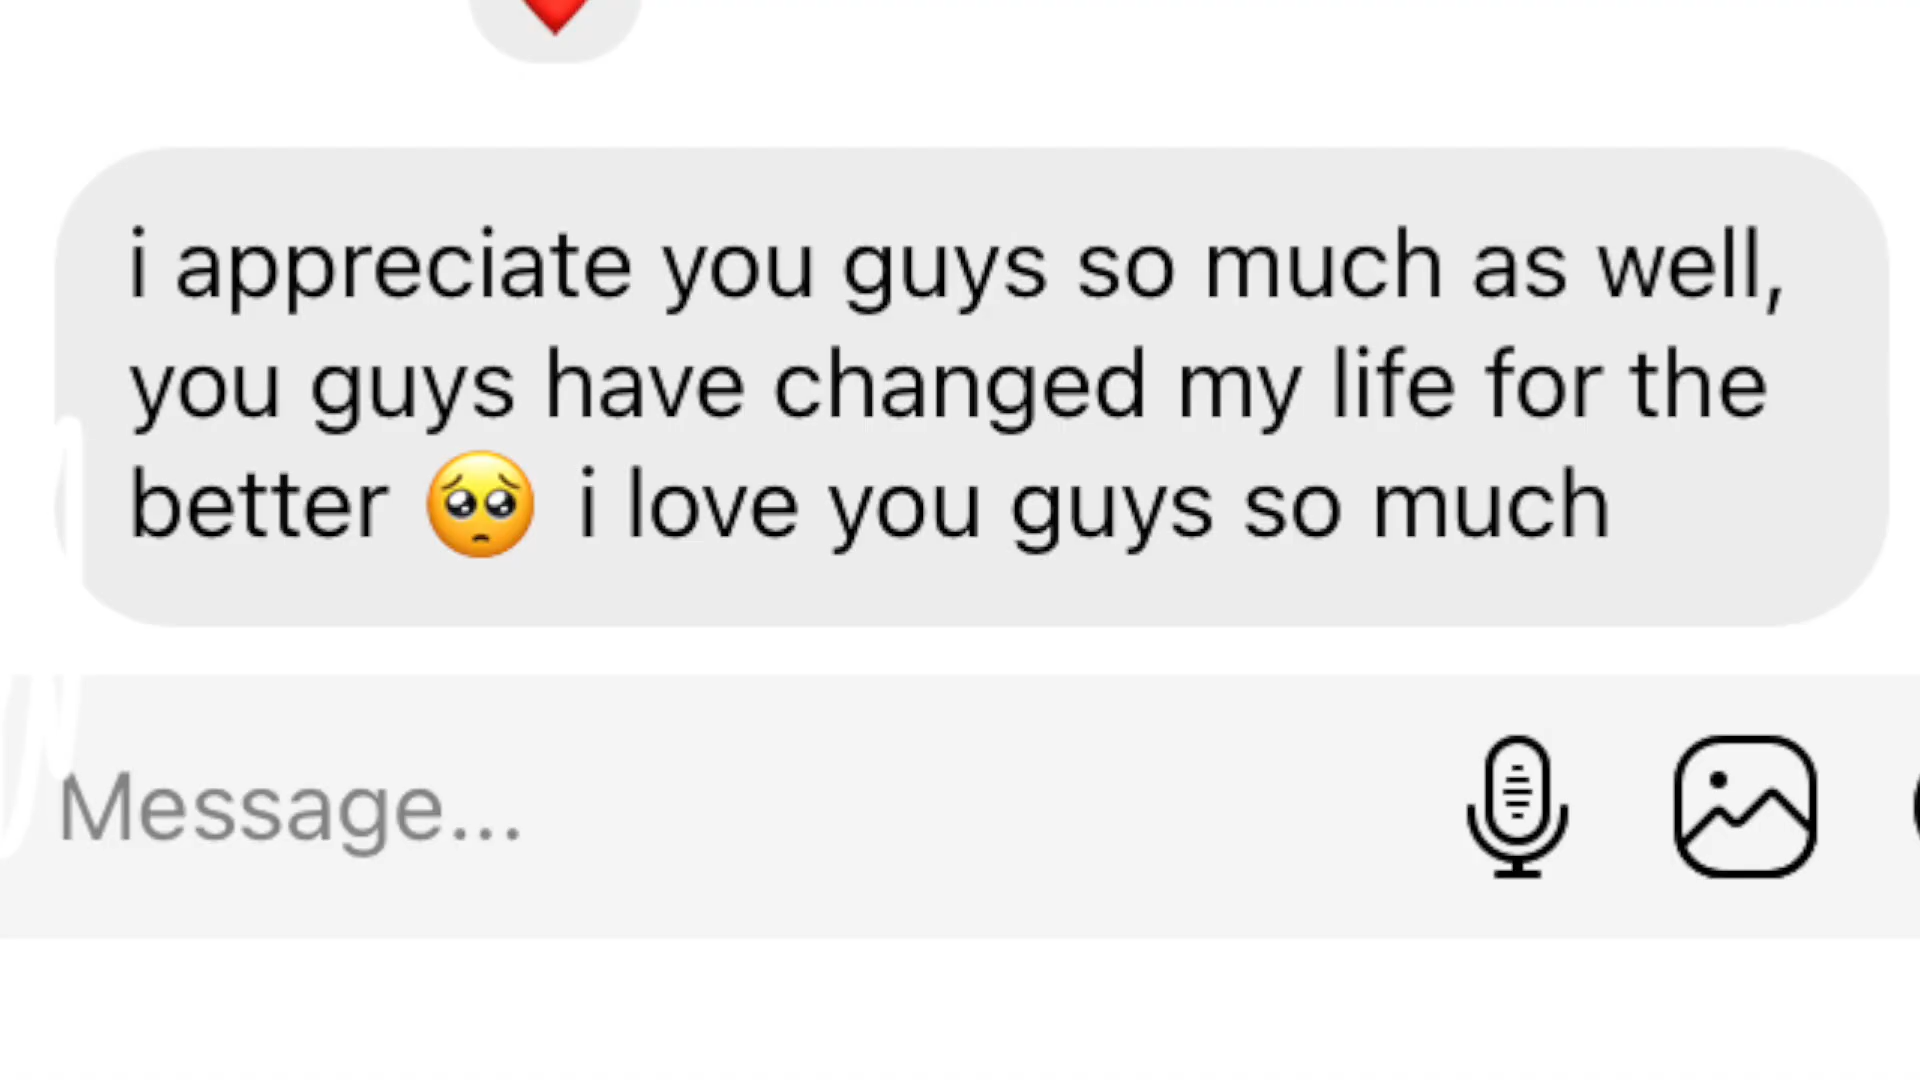 i appreciate you guys so much as well,
you guys have changed my life for the
better 🥺 i love you guys so much
Message...